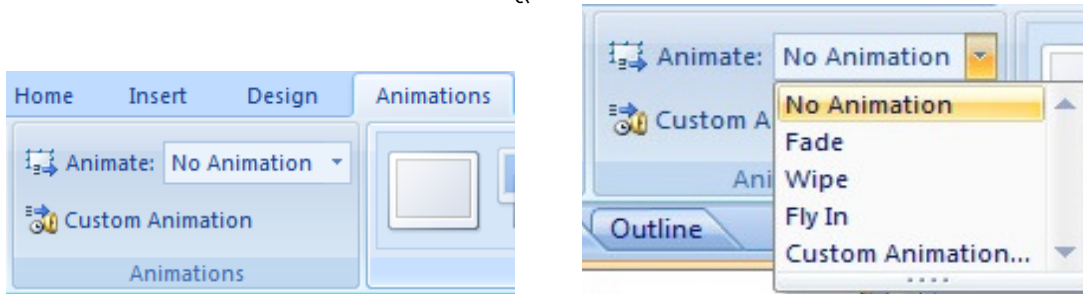 Home Insert Design Animations
Animate: No Animation
Custom Animation
Animations
Animate: No Animation
No Animation
Custom A
Fade
Ani Wipe
Fly In
Outline
Custom Animation...